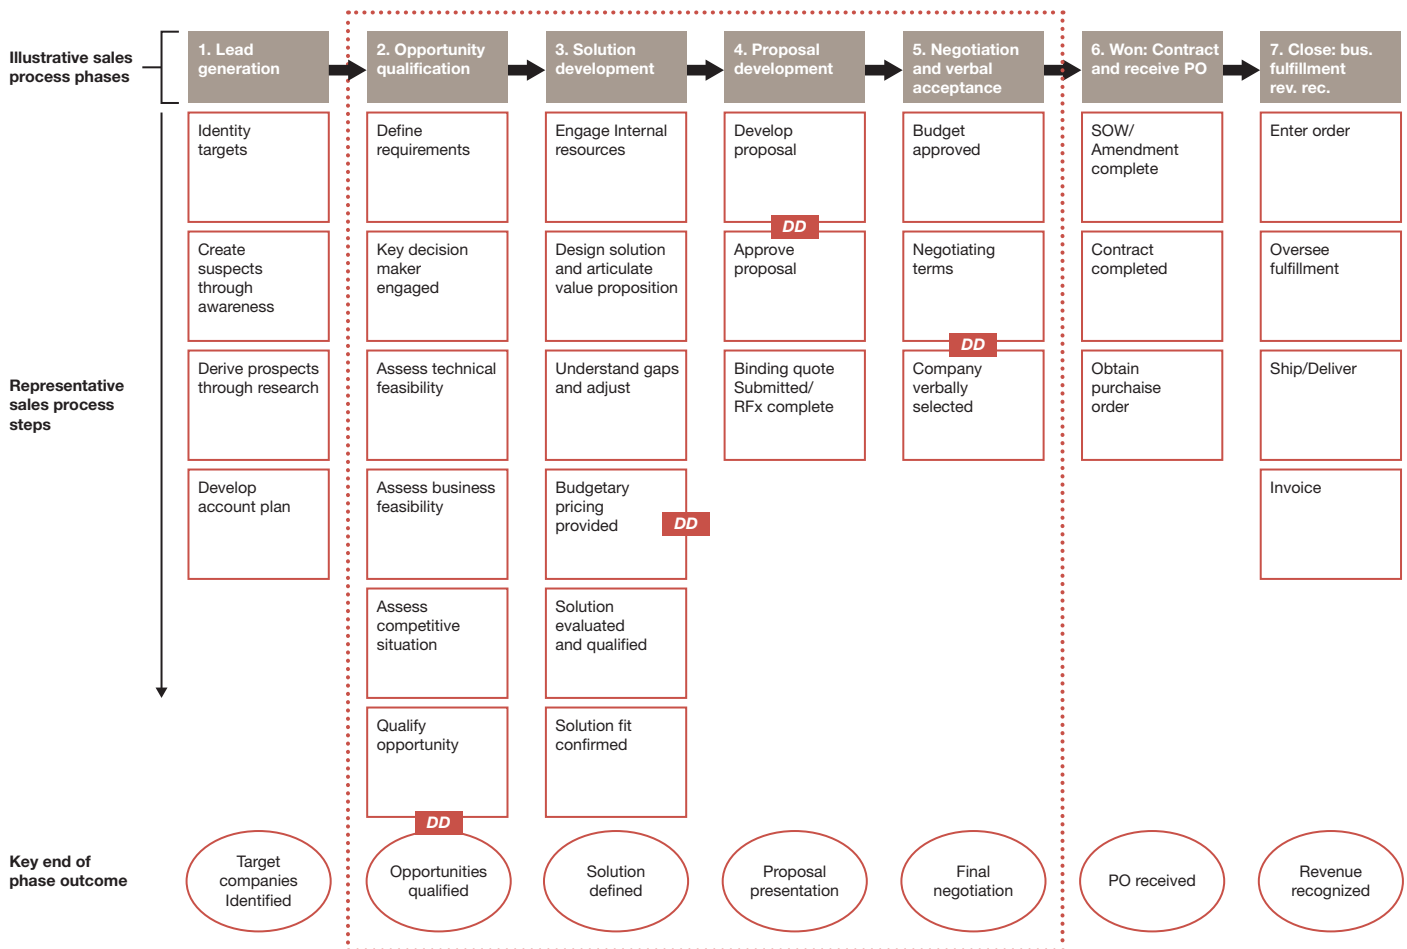 Illustrative sales
process phases
1. Lead
generation
2. Opportunity
qualification
3. Solution
development
4. Proposal
development
5. Negotiation
and verbal
acceptance
6. Won: Contract
and receive PO
7. Close: bus.
fulfillment
rev. rec.
Representative
sales process
steps
Identity
targets
Create
suspects
through
awareness
Derive prospects
through research
Develop
account plan
Define
requirements
Key decision
maker
engaged
Assess technical
feasibility
Assess business
feasibility
Assess
competitive
situation
Qualify
opportunity
DD
Engage Internal
resources
Design solution
and articulate
value proposition
Understand gaps
and adjust
Budgetary
pricing
provided
DD
Solution
evaluated
and qualified
Solution fit
confirmed
Develop
proposal
DD
Approve
proposal
Binding quote
Submitted/
RFx complete
Budget
approved
Negotiating
terms
DD
Company
verbally
selected
SOW/
Amendment
complete
Contract
completed
Obtain
purchaise
order
Enter order
Oversee
fulfillment
Ship/Deliver
Invoice
Key end of
phase outcome
Target
companies
Identified
Opportunities
qualified
Solution
defined
Proposal
presentation
Final
negotiation
PO received
Revenue
recognized